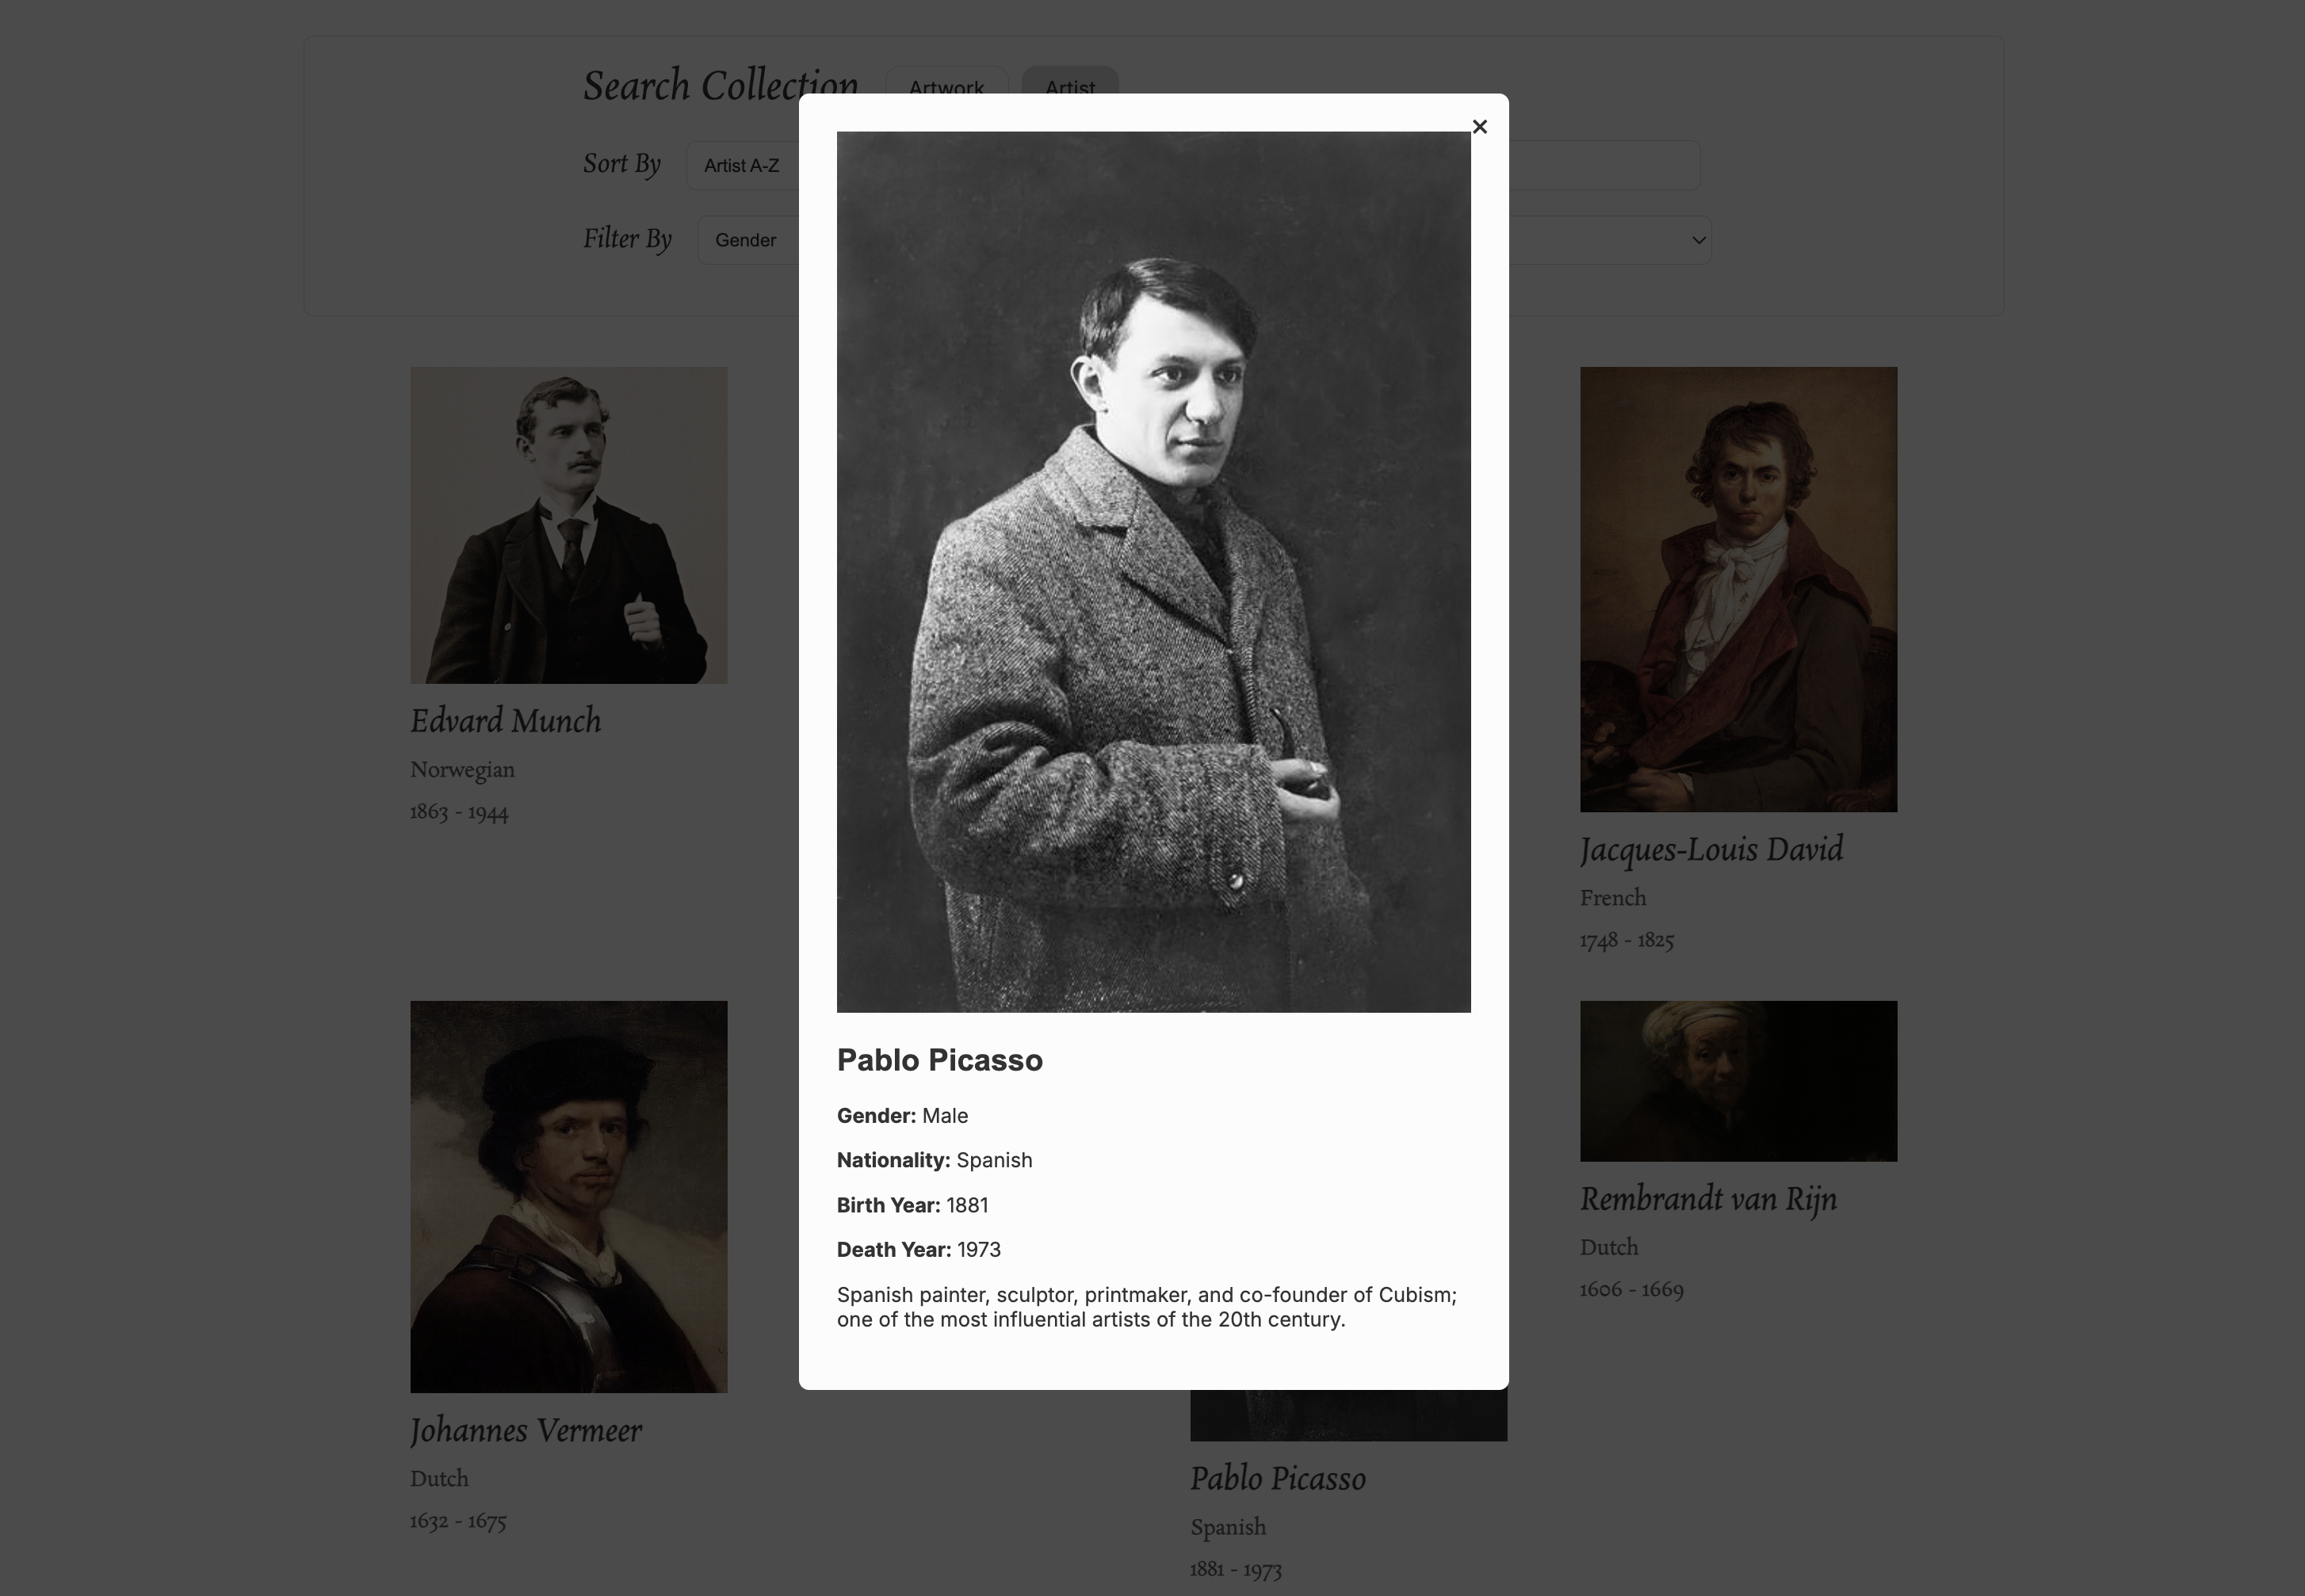 Search Collection Artwork Artist
×
Sort By Artist A-Z
Filter By Gender
Edvard Munch
Norwegian
1863 - 1944
Jacques-Louis David
French
1748 - 1825
Pablo Picasso
Gender: Male
Nationality: Spanish
Birth Year: 1881
Death Year: 1973
Spanish painter, sculptor, printmaker, and co-founder of Cubism;
one of the most influential artists of the 20th century.
Johannes Vermeer
Dutch
1632 - 1675
Pablo Picasso
Spanish
1881 - 1973
Rembrandt van Rijn
Dutch
1606 - 1669